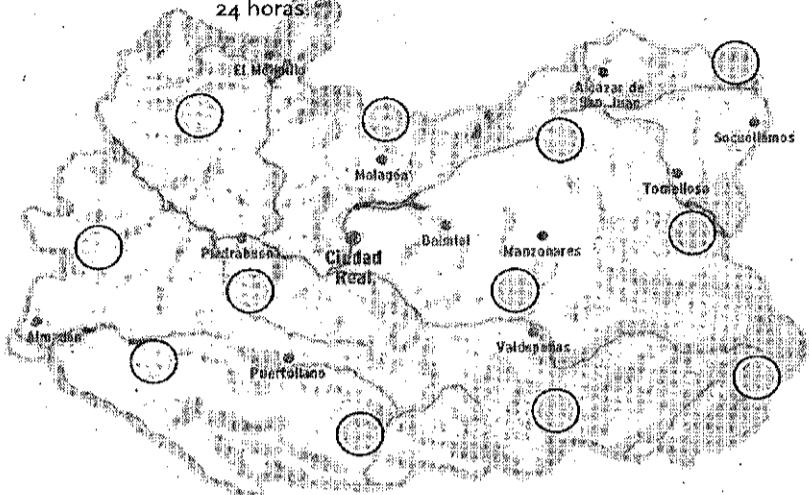 24 horas.
El Molinillo
Alcázar de
San Juan
Socuéllamos
Malagón
Tomelloso
Piedrabuena
Ciudad
Real
Daimiel
Manzanares
Almadén
Puertollano
Valdepeñas